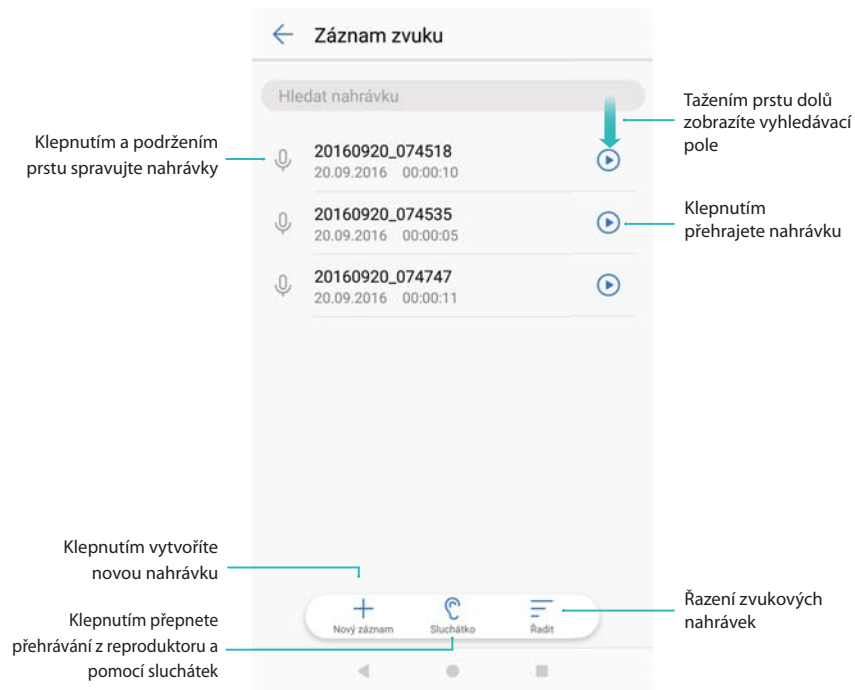 Záznam zvuku
Hledat nahrávku
Tažením prstu dolů
zobrazíte vyhledávací
pole
Klepnutím a podržením
prstu spravujte nahrávky
20160920_074518
20.09.2016 00:00:10
20160920_074535
20.09.2016 00:00:05
Klepnutím
přehrajete nahrávku
20160920_074747
20.09.2016 00:00:11
Klepnutím vytvoříte
novou nahrávku
Klepnutím přepnete
přehrávání z reproduktoru a
pomocí sluchátek
Nový záznam
Sluchátko
Řadit
Řazení zvukových
nahrávek